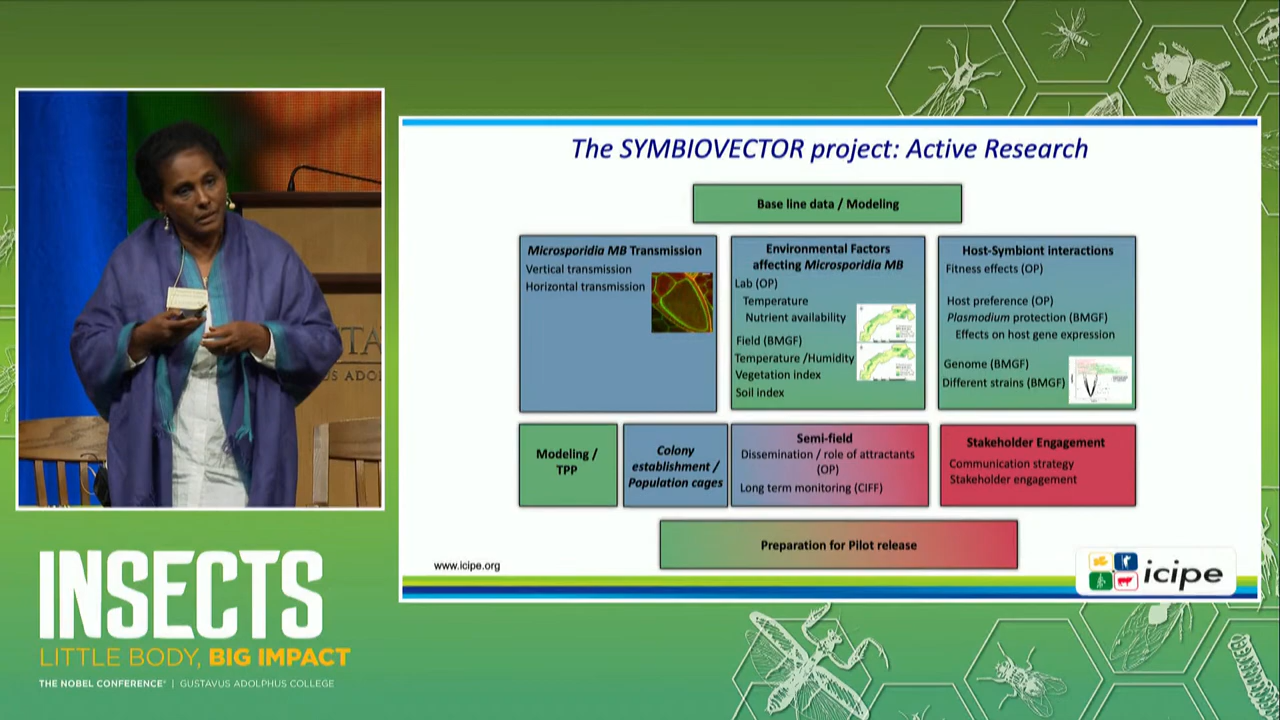 The SYMBIOVECTOR project: Active Research
Base line data / Modeling
Microsporidia MB Transmission
Vertical transmission
Horizontal transmission
Environmental Factors
affecting Microsporidia MB
Lab (OP)
Temperature
Nutrient availability
Field (BMGF)
Temperature /Humidity
Vegetation index
Soil index
Host-Symbiont interactions
Fitness effects (OP)
Host preference (OP)
Plasmodium protection (BMGF)
Effects on host gene expression
Genome (BMGF)
Different strains (BMGF)
Modeling /
TPP
Colony
establishment /
Population cages
Semi-field
Dissemination / role of attractants
(OP)
Long term monitoring (CIFF)
Stakeholder Engagement
Communication strategy
Stakeholder engagement
Preparation for Pilot release
www.icipe.org
icipe
INSECTS
LITTLE BODY, BIG IMPACT
THE NOBEL CONFERENCE® | GUSTAVUS ADOLPHUS COLLEGE